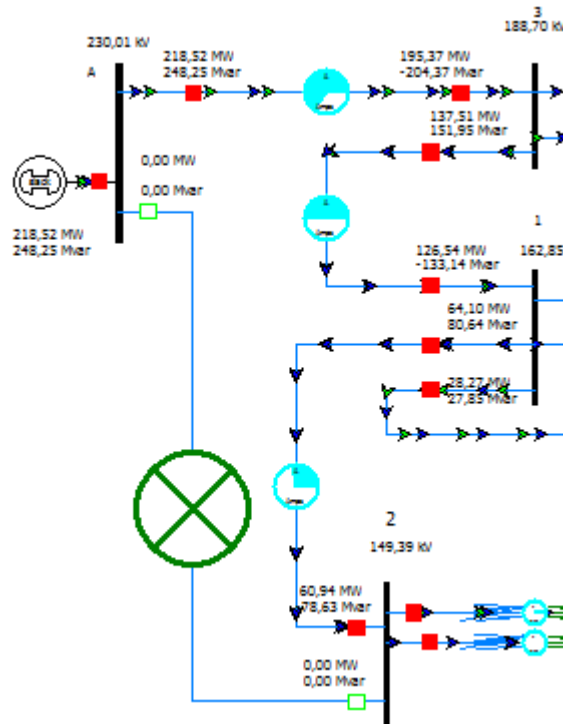 3
230,01 kV
188,70 kV
218,52 MW
248,25 Mvar
195,37 MW
-204,37 Mvar
A
137,51 MW
151,95 Mvar
0,00 MW
0,00 Mvar
218,52 MW
248,25 Mvar
1
126,54 MW
-133,14 Mvar
162,85
64,10 MW
80,64 Mvar
28,27 MW
27,85 Mvar
2
149,39 kV
60,94 MW
78,63 Mvar
0,00 MW
0,00 Mvar